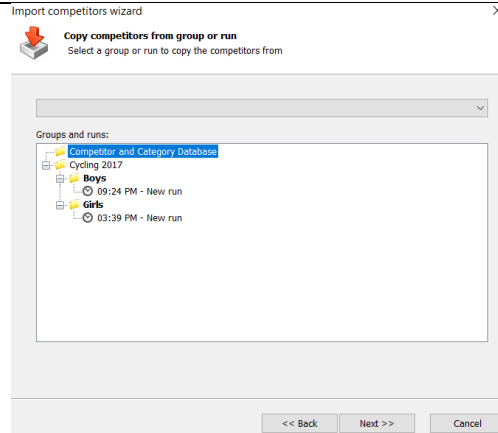 Import competitors wizard
Copy competitors from group or run
Select a group or run to copy the competitors from
Groups and runs:
Competitor and Category Database
Cycling 2017
Boys
09:24 PM - New run
Girls
03:39 PM - New run
<< Back Next >> Cancel